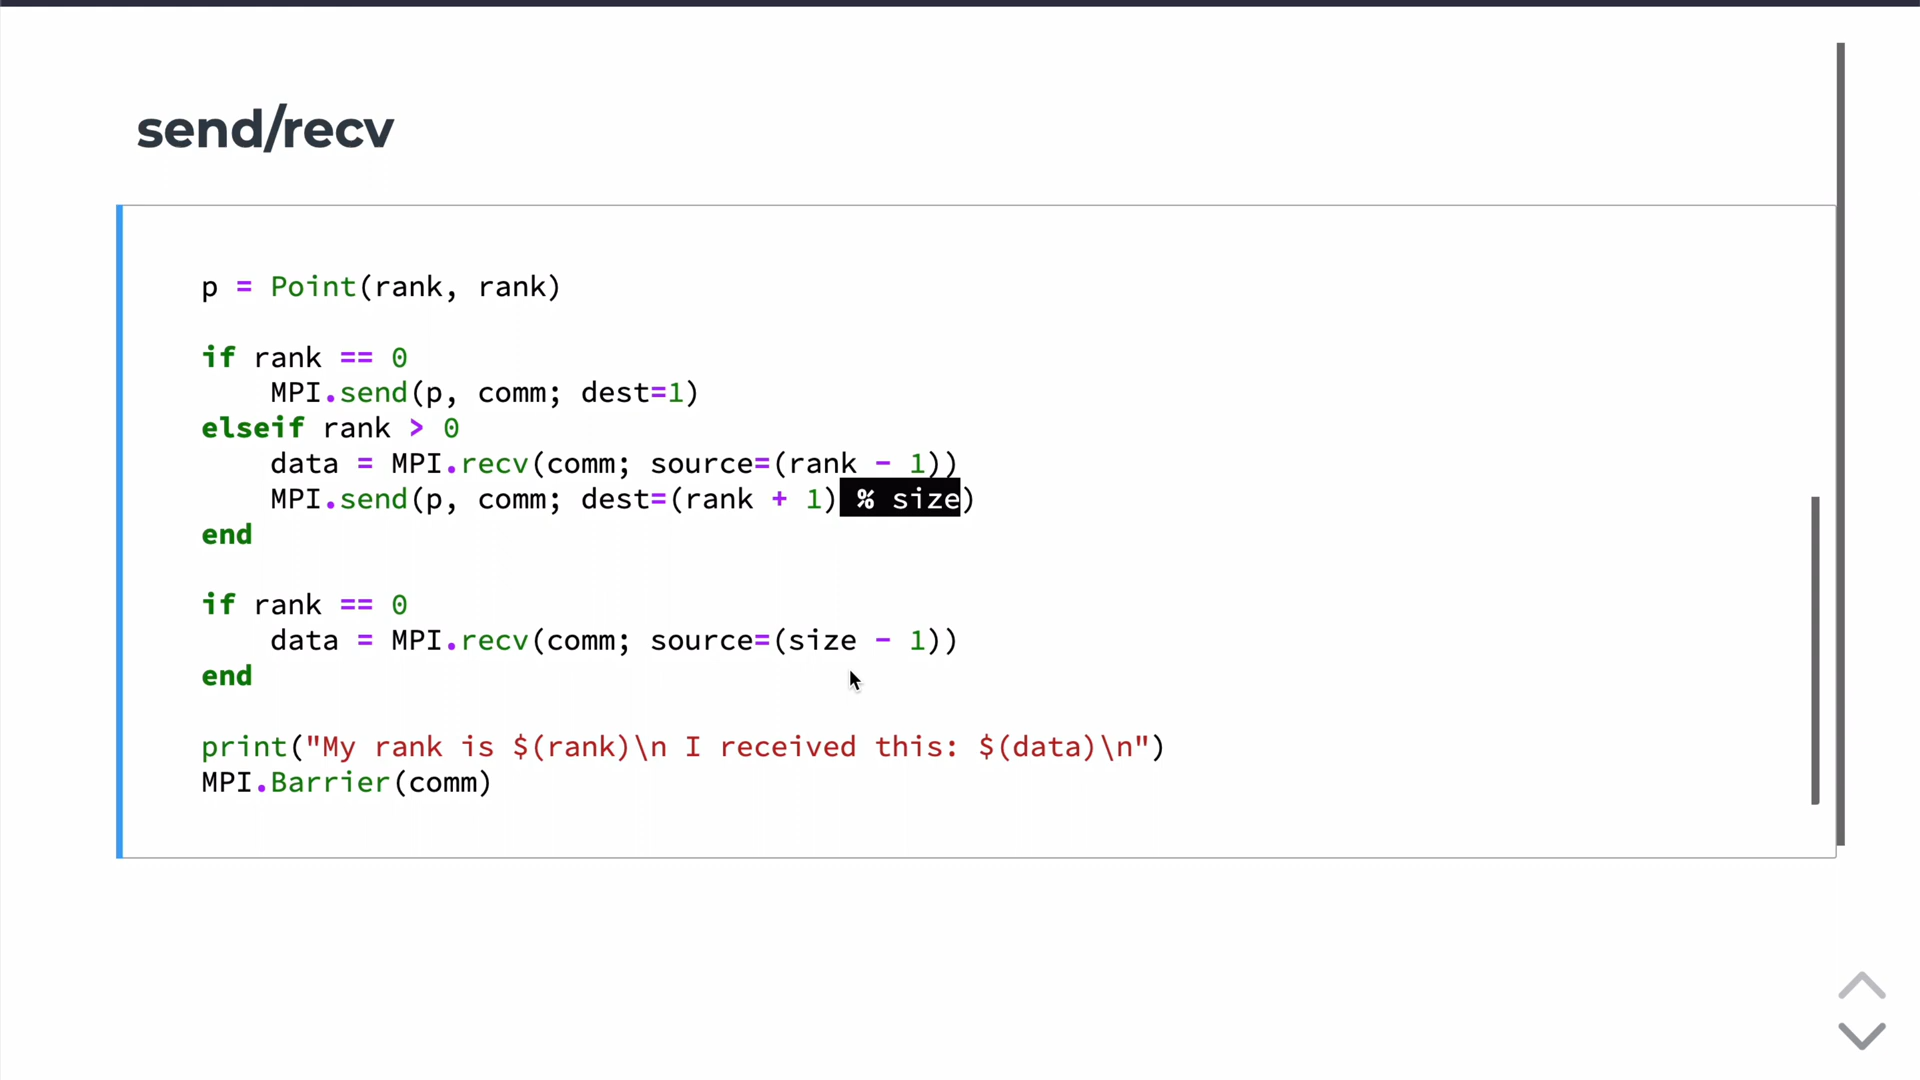 send/recv
p = Point(rank, rank)
if rank == 0
    MPI.send(p, comm; dest=1)
elseif rank > 0
    data = MPI.recv(comm; source=(rank - 1))
    MPI.send(p, comm; dest=(rank + 1) % size)
end
if rank == 0
    data = MPI.recv(comm; source=(size - 1))
end
print("My rank is $(rank)\n I received this: $(data)\n")
MPI.Barrier(comm)